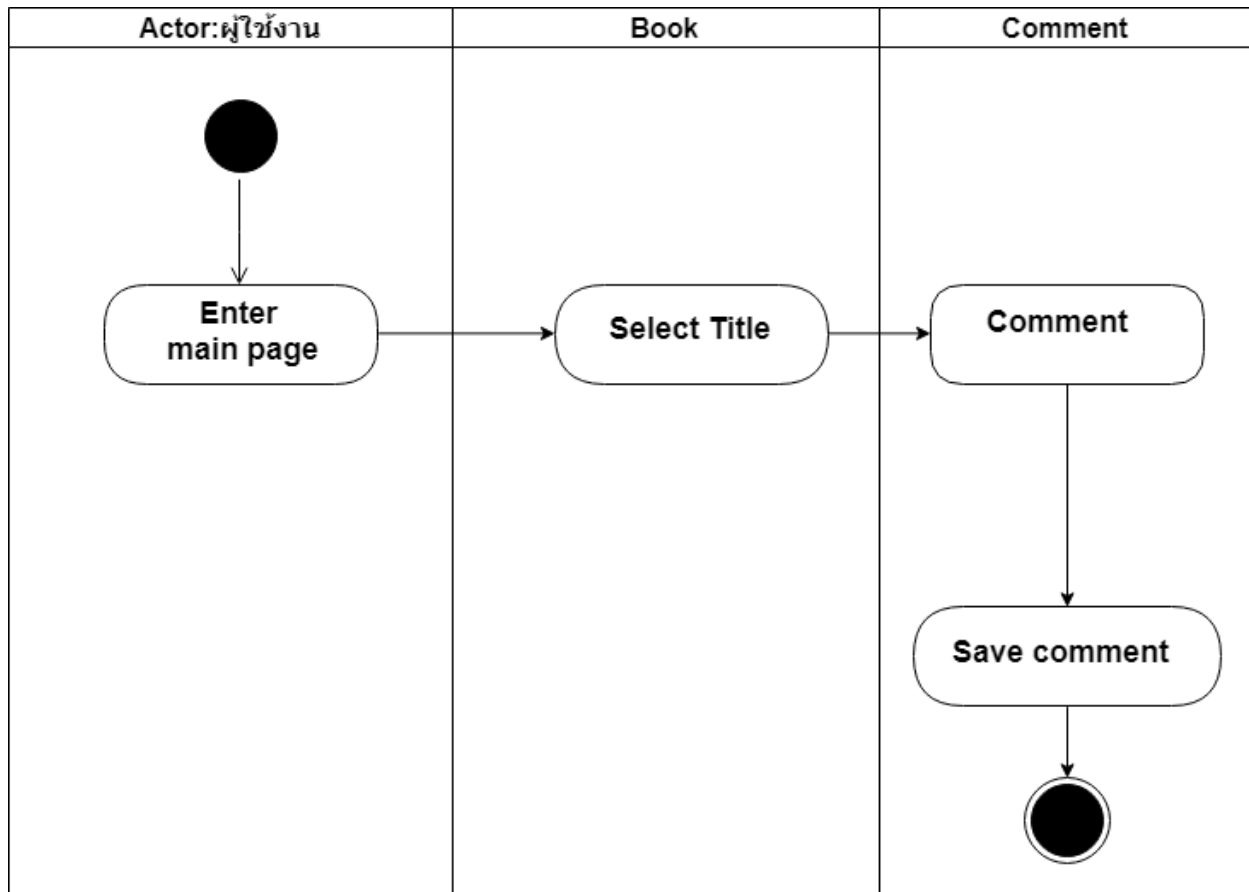 Actor:ผู้ใช้งาน
Book
Comment
Enter
main page
Select Title
Comment
Save comment